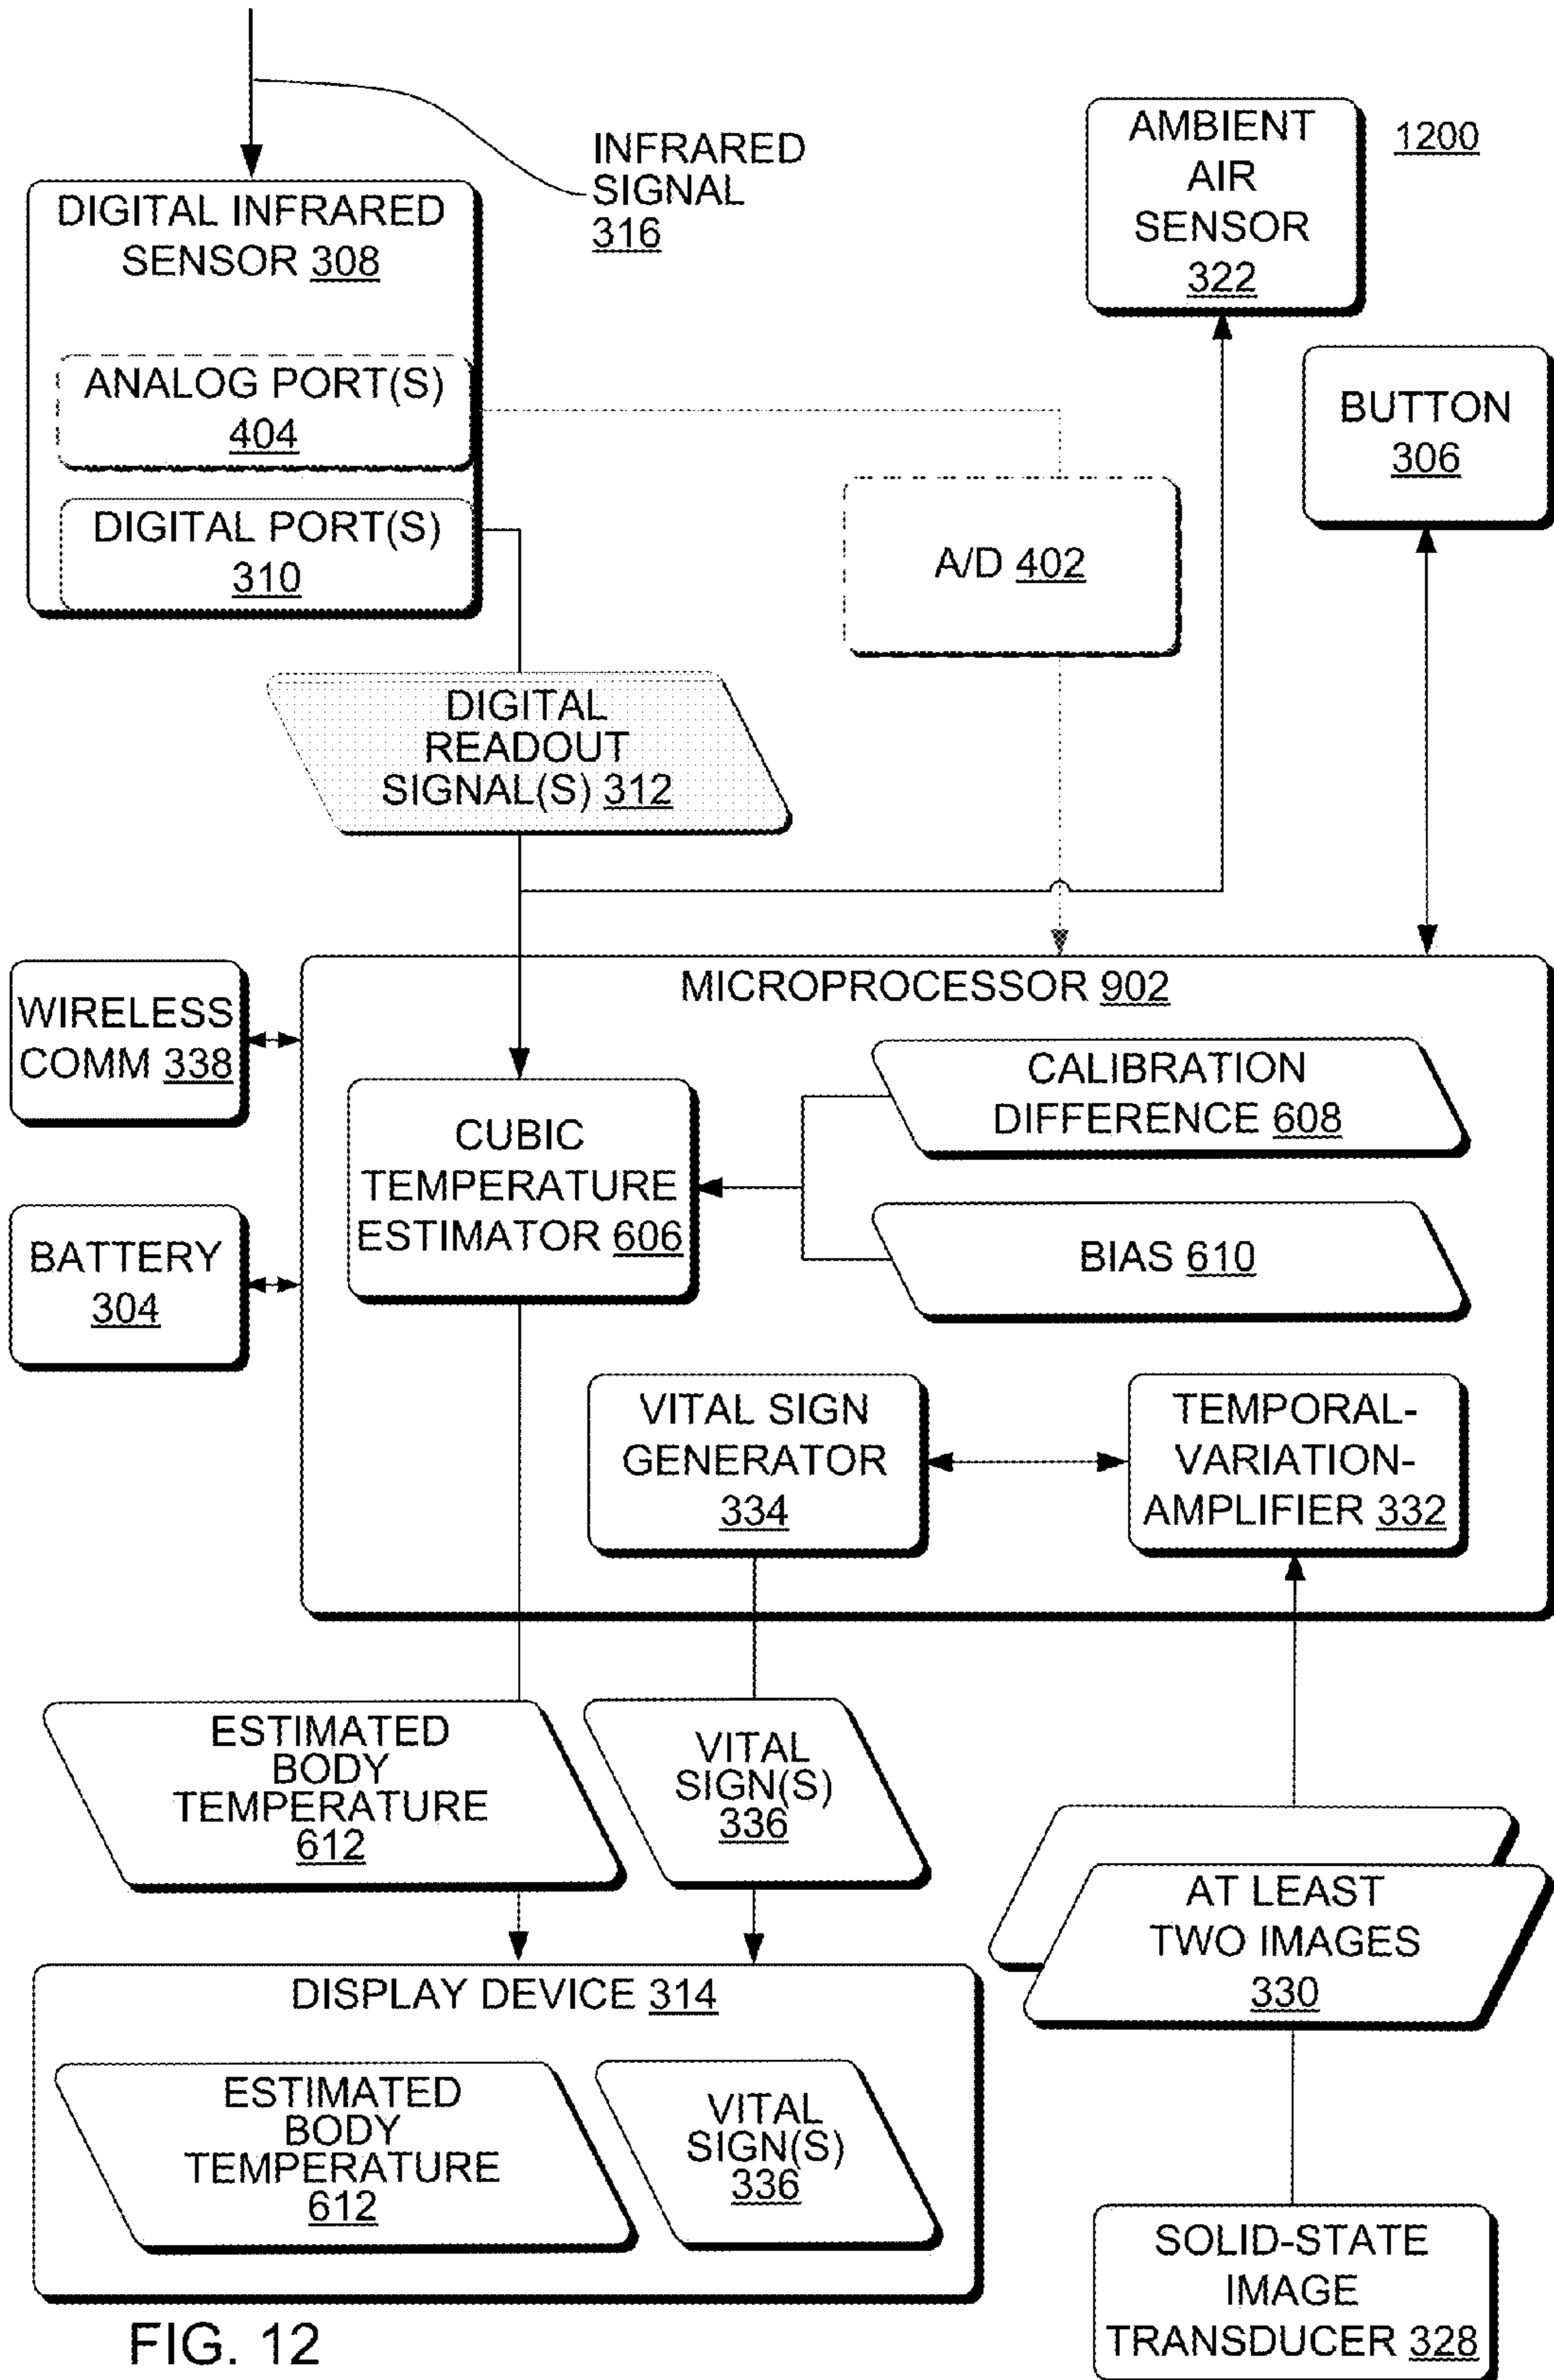 INFRARED
SIGNAL
316
AMBIENT
AIR
SENSOR
322
1200
DIGITAL INFRARED
SENSOR 308
ANALOG PORT(S)
404
DIGITAL PORT(S)
310
BUTTON
306
A/D 402
DIGITAL
READOUT
SIGNAL(S) 312
MICROPROCESSOR 902
WIRELESS
COMM 338
BATTERY
304
CUBIC
TEMPERATURE
ESTIMATOR 606
CALIBRATION
DIFFERENCE 608
BIAS 610
VITAL SIGN
GENERATOR
334
TEMPORAL-
VARIATION-
AMPLIFIER 332
ESTIMATED
BODY
TEMPERATURE
612
VITAL
SIGN(S)
336
AT LEAST
TWO IMAGES
330
DISPLAY DEVICE 314
ESTIMATED
BODY
TEMPERATURE
612
VITAL
SIGN(S)
336
SOLID-STATE
IMAGE
TRANSDUCER 328
FIG. 12